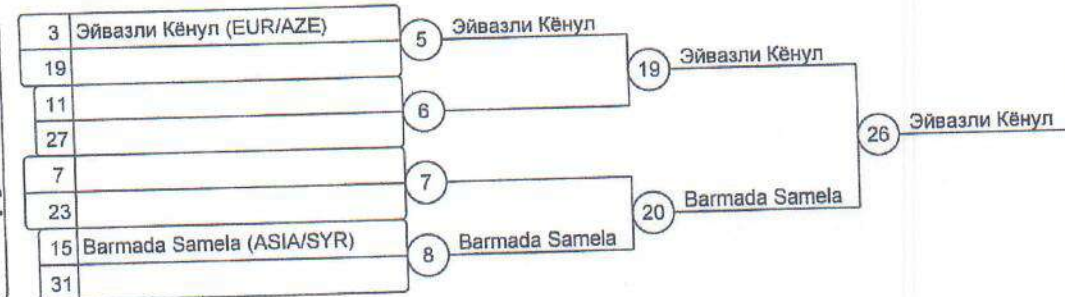 3 Эйвазли Кёнул (EUR/AZE)
19
11
27
7
23
15 Barmada Samela (ASIA/SYR)
31
5 Эйвазли Кёнул
6
7
8 Barmada Samela
19 Эйвазли Кёнул
20 Barmada Samela
26 Эйвазли Кёнул